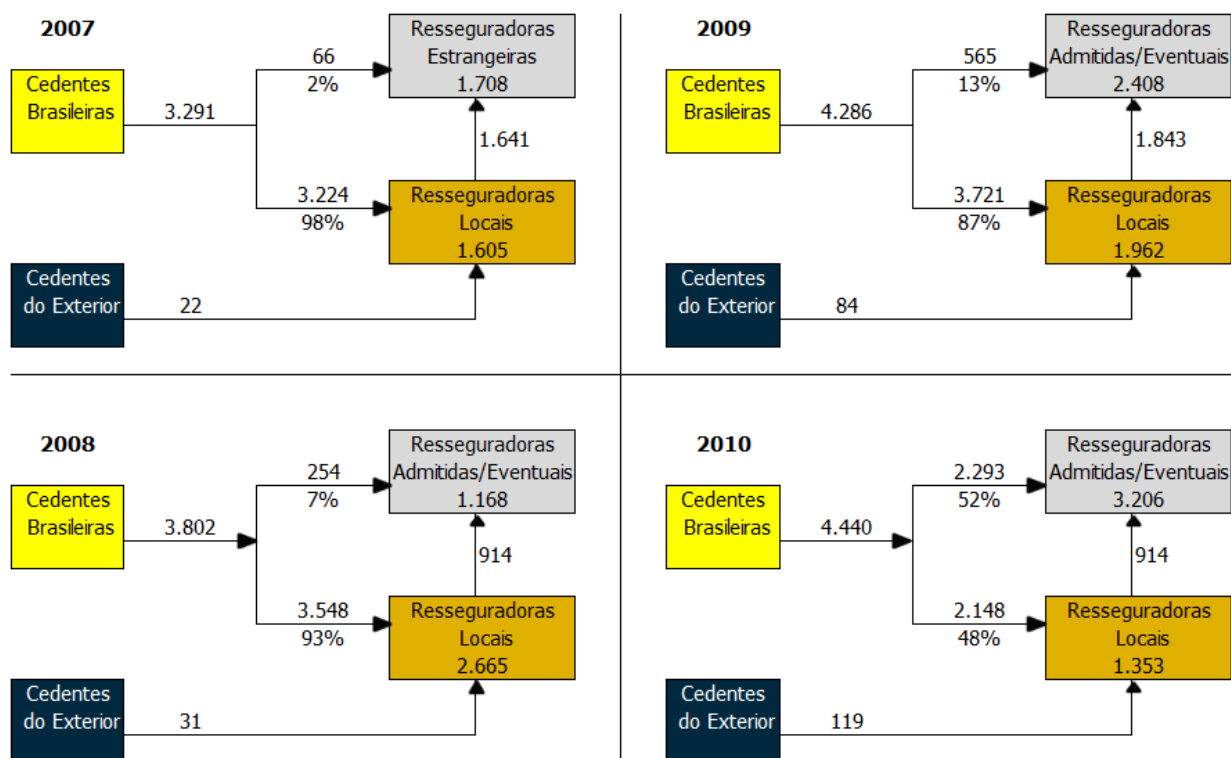 2007
Cedentes
Brasileiras
3.291
66
2%
Resseguradoras
Estrangeiras
1.708
1.641
3.224
98%
Resseguradoras
Locais
1.605
Cedentes
do Exterior
22
2009
Cedentes
Brasileiras
4.286
565
13%
Resseguradoras
Admitidas/Eventuais
2.408
1.843
3.721
87%
Resseguradoras
Locais
1.962
Cedentes
do Exterior
84
2008
Cedentes
Brasileiras
3.802
254
7%
Resseguradoras
Admitidas/Eventuais
1.168
914
3.548
93%
Resseguradoras
Locais
2.665
Cedentes
do Exterior
31
2010
Cedentes
Brasileiras
4.440
2.293
52%
Resseguradoras
Admitidas/Eventuais
3.206
914
2.148
48%
Resseguradoras
Locais
1.353
Cedentes
do Exterior
119